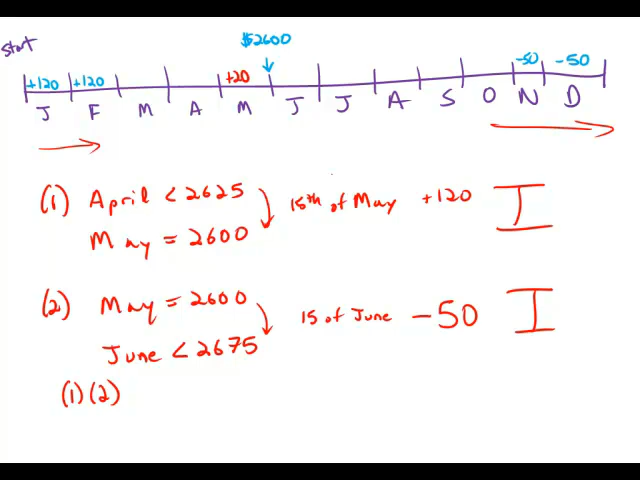 start
$2600
+120 +120 +20 -50 -50
J F M A M J J A S O N D
(1) April < 2625 15th of May +120 I
May = 2600
(2) May = 2600 15 of June -50 I
June < 2675
(1)(2)